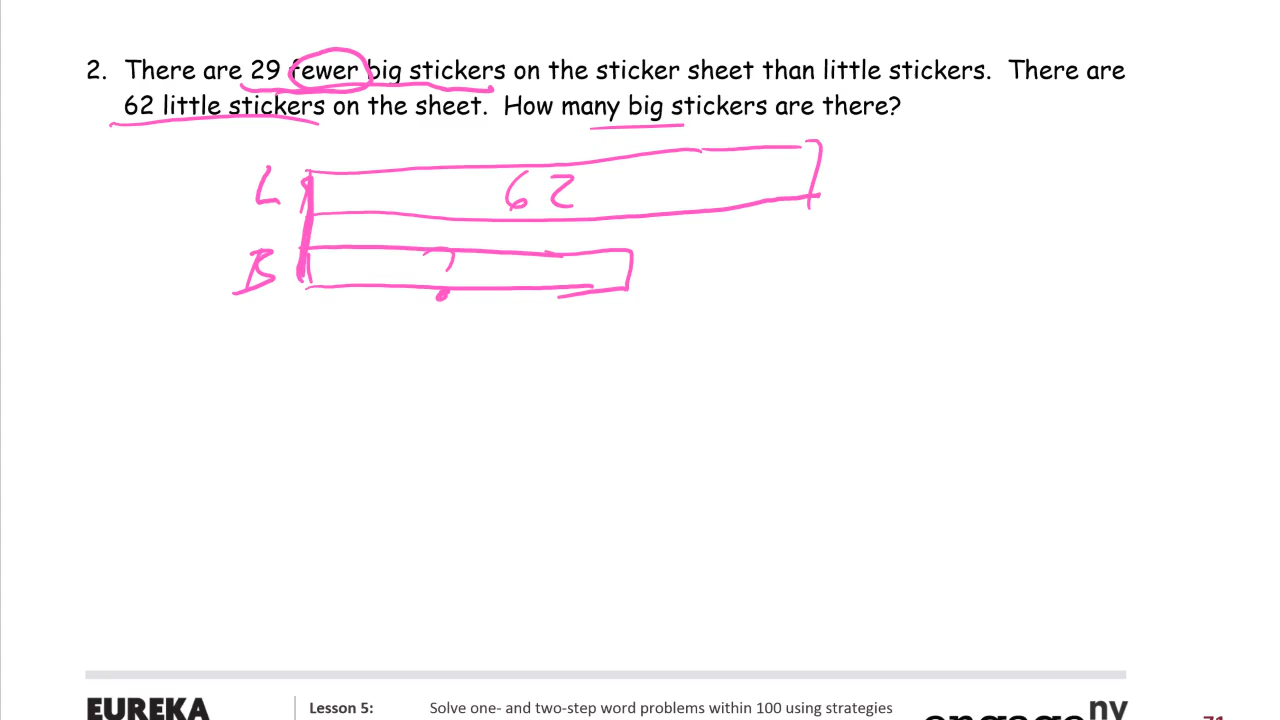 2. There are 29 fewer big stickers on the sticker sheet than little stickers. There are
62 little stickers on the sheet. How many big stickers are there?
L 62
B ?
EUREKA Lesson 5: Solve one- and two-step word problems within 100 using strategies engageny 71